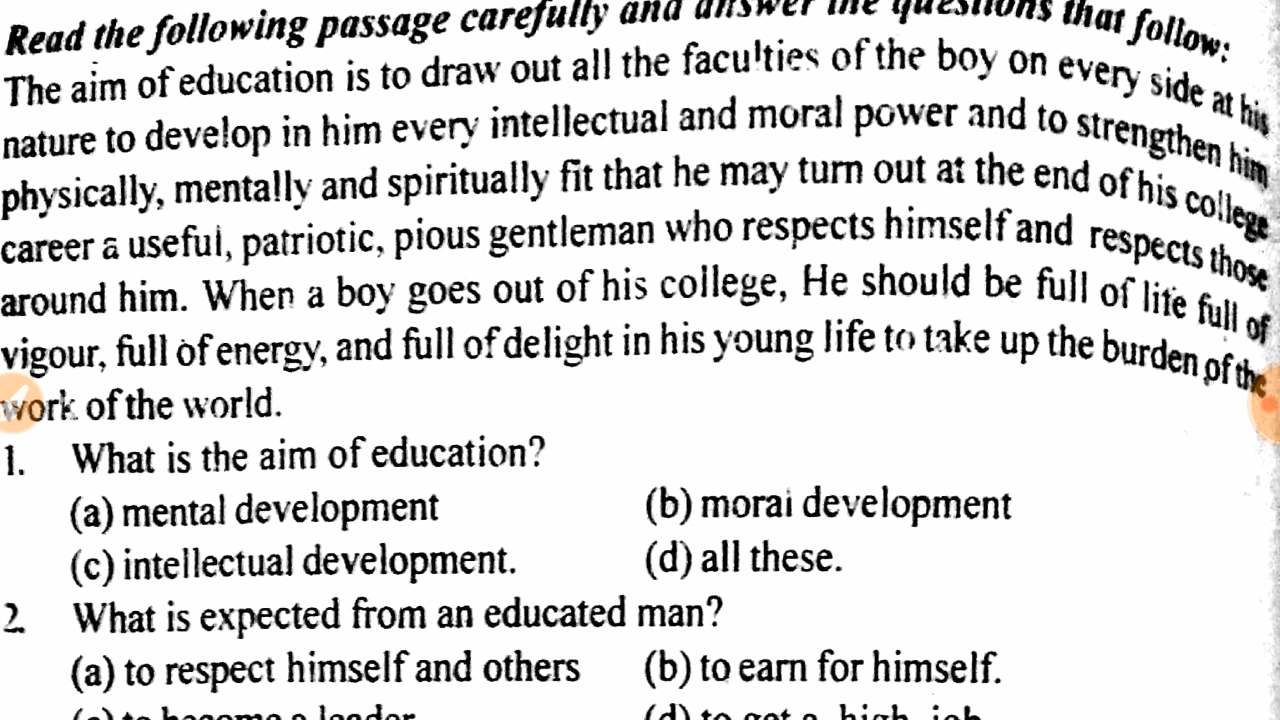 Read the following passage carefully and answer the questions that follow:
The aim of education is to draw out all the faculties of the boy on every side at his
nature to develop in him every intellectual and moral power and to strengthen him
physically, mentally and spiritually fit that he may turn out at the end of his college
career a useful, patriotic, pious gentleman who respects himself and respects those
around him. When a boy goes out of his college, He should be full of life full of
vigour, full of energy, and full of delight in his young life to take up the burden of the
work of the world.
1. What is the aim of education?
(a) mental development (b) moral development
(c) intellectual development. (d) all these.
2. What is expected from an educated man?
(a) to respect himself and others (b) to earn for himself.
(c) to become a leader (d) to get a high job